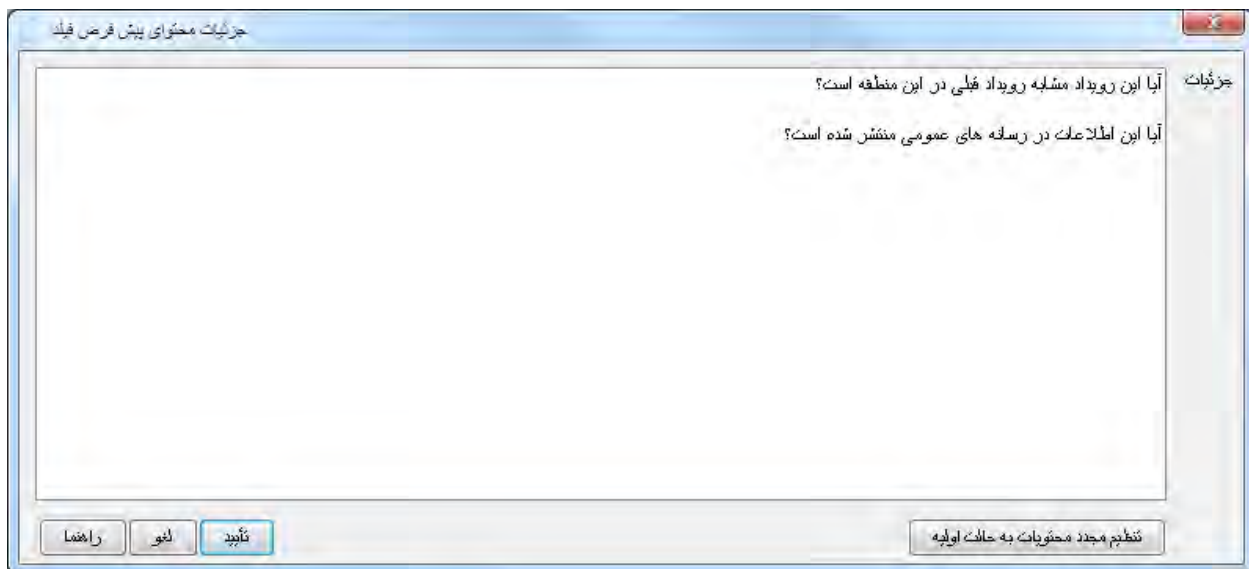 جزئیات محتوای پیش فرض فیلد
جزئیات
آیا این رویداد مشابه رویداد قبلی در این منطقه است؟
آیا این اطلاعات در رسانه های عمومی منتشر شده است؟
تنظیم مجدد محتویات به حالت اولیه
تأیید
لغو
راهنما